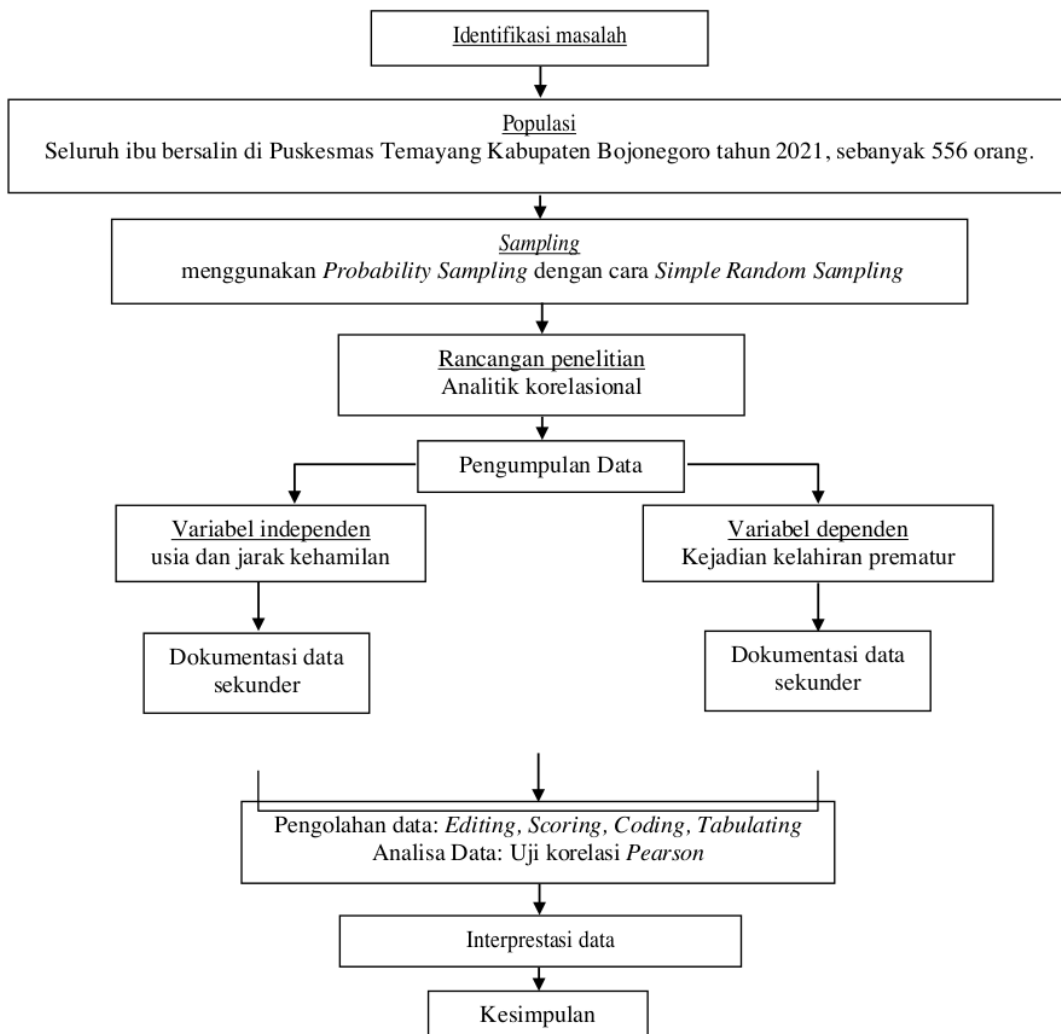 Identifikasi masalah
Populasi
Seluruh ibu bersalin di Puskesmas Temayang Kabupaten Bojonegoro tahun 2021, sebanyak 556 orang.
Sampling
menggunakan Probability Sampling dengan cara Simple Random Sampling
Rancangan penelitian
Analitik korelasional
Pengumpulan Data
Variabel independen
usia dan jarak kehamilan
Variabel dependen
Kejadian kelahiran prematur
Dokumentasi data
sekunder
Dokumentasi data
sekunder
Pengolahan data: Editing, Scoring, Coding, Tabulating
Analisa Data: Uji korelasi Pearson
Interprestasi data
Kesimpulan